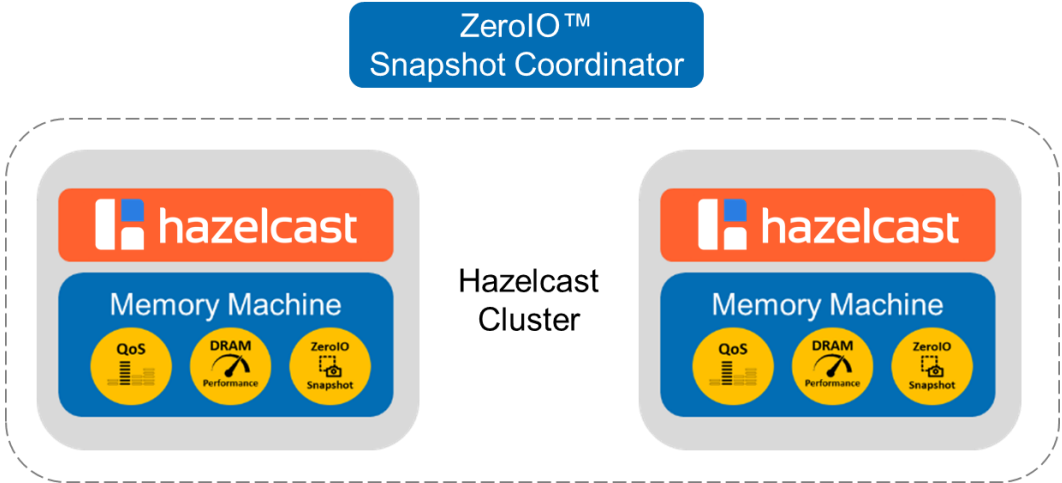 ZeroIO™
Snapshot Coordinator
hazelcast
Memory Machine
QoS
DRAM
Performance
ZeroIO
Snapshot
Hazelcast
Cluster
hazelcast
Memory Machine
QoS
DRAM
Performance
ZeroIO
Snapshot